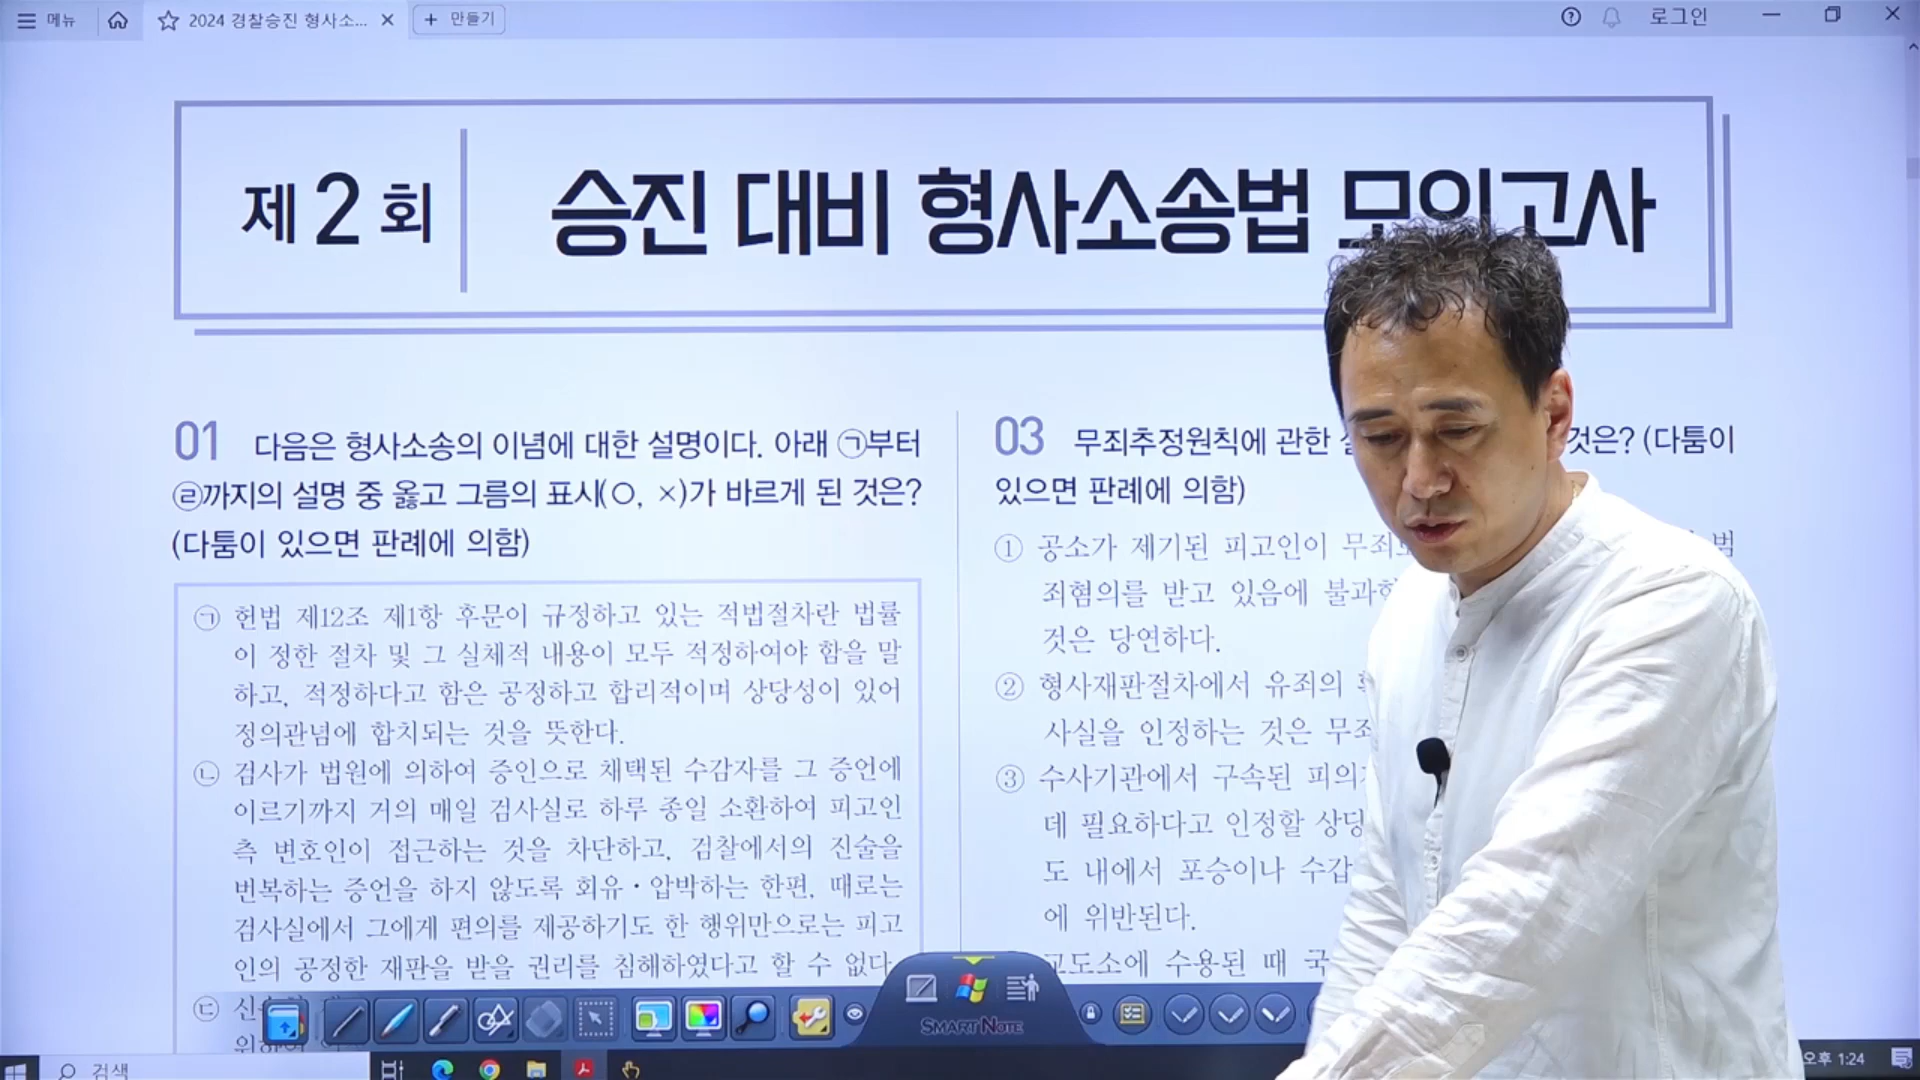 메뉴
2024 경찰승진 형사소...
만들기
로그인
제2회
승진 대비 형사소송법 모의고사
01 다음은 형사소송의 이념에 대한 설명이다. 아래 ㉠부터
㉣까지의 설명 중 옳고 그름의 표시(○, ×)가 바르게 된 것은?
(다툼이 있으면 판례에 의함)
㉠ 헌법 제12조 제1항 후문이 규정하고 있는 적법절차란 법률
이 정한 절차 및 그 실체적 내용이 모두 적정하여야 함을 말
하고, 적정하다고 함은 공정하고 합리적이며 상당성이 있어
정의관념에 합치되는 것을 뜻한다.
㉡ 검사가 법원에 의하여 증인으로 채택된 수감자를 그 증언에
이르기까지 거의 매일 검사실로 하루 종일 소환하여 피고인
측 변호인이 접근하는 것을 차단하고, 검찰에서의 진술을
번복하는 증언을 하지 않도록 회유·압박하는 한편, 때로는
검사실에서 그에게 편의를 제공하기도 한 행위만으로는 피고
인의 공정한 재판을 받을 권리를 침해하였다고 할 수 없다.
㉢
03 무죄추정원칙에 관한 것은? (다툼이
있으면 판례에 의함)
① 공소가 제기된 피고인이 범
죄혐의를 받고 있음에
것은 당연하다.
② 형사재판절차에서 유죄의
사실을 인정하는 것은
③ 수사기관에서 구속된
데 필요하다고 인정할
도 내에서 포승이나 수갑
에 위반된다.
교도소에 수용된 때
SMART NOTE
검색
오후 1:24